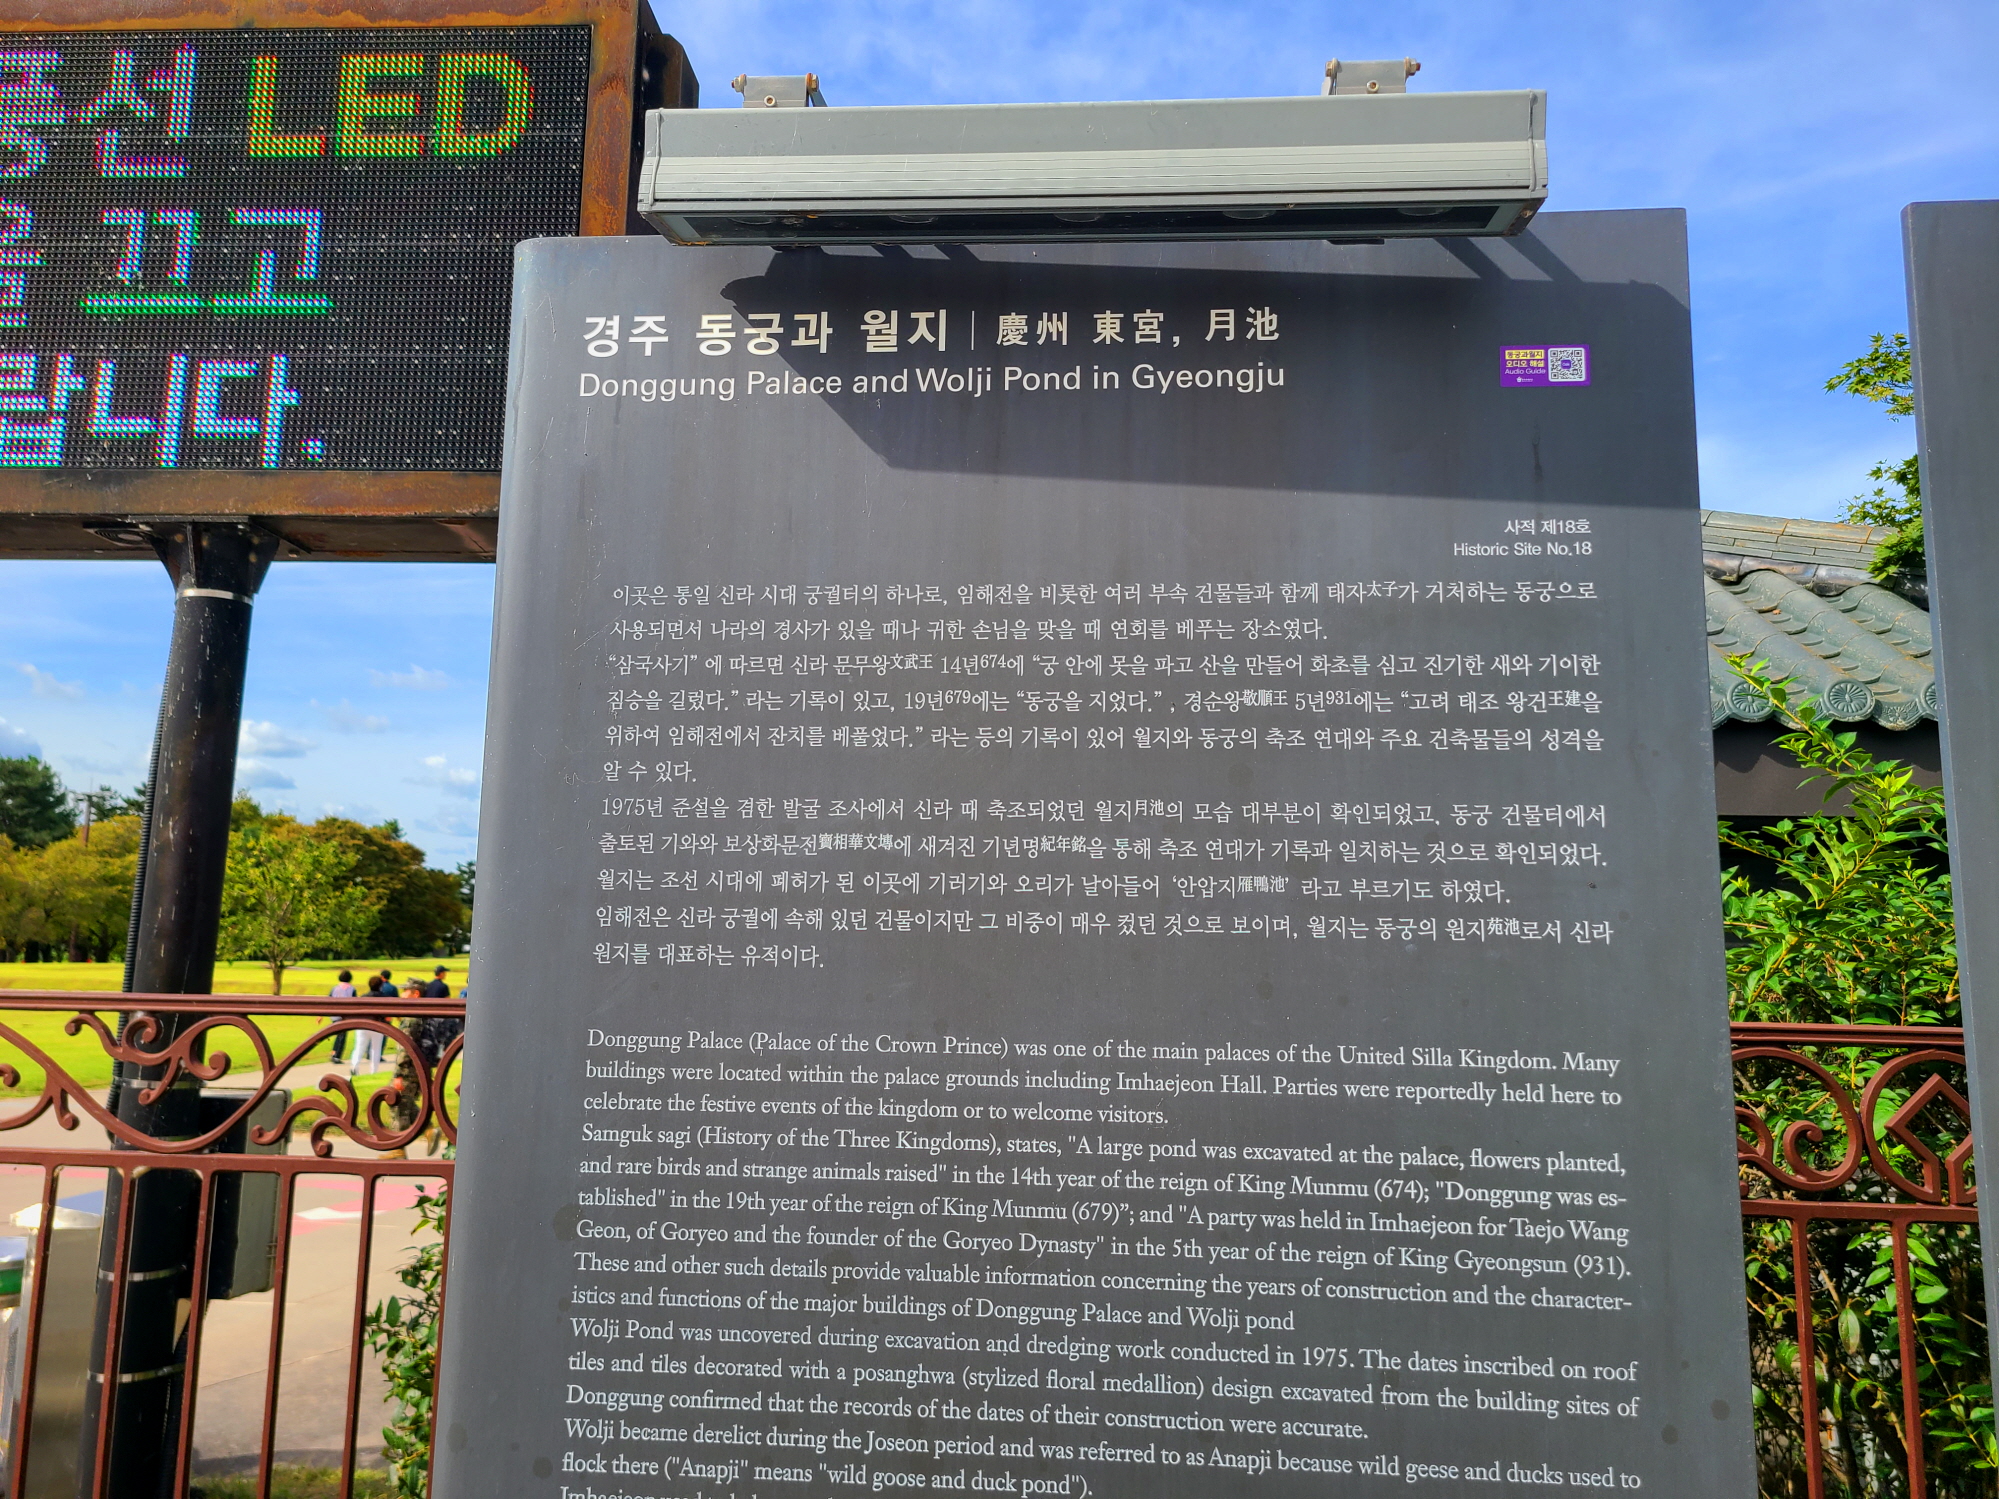 선 LED
끄고
랍니다.
경주 동궁과 월지 | 慶州 東宮, 月池
Donggung Palace and Wolji Pond in Gyeongju
동궁과월지
오디오 해설
Audio Guide
사적 제18호
Historic Site No.18
이곳은 통일 신라 시대 궁궐터의 하나로, 임해전을 비롯한 여러 부속 건물들과 함께 태자太子가 거처하는 동궁으로
사용되면서 나라의 경사가 있을 때나 귀한 손님을 맞을 때 연회를 베푸는 장소였다.
“삼국사기” 에 따르면 신라 문무왕文武王 14년674에 “궁 안에 못을 파고 산을 만들어 화초를 심고 진기한 새와 기이한
짐승을 길렀다.” 라는 기록이 있고, 19년679에는 “동궁을 지었다.” , 경순왕敬順王 5년931에는 “고려 태조 왕건王建을
위하여 임해전에서 잔치를 베풀었다.” 라는 등의 기록이 있어 월지와 동궁의 축조 연대와 주요 건축물들의 성격을
알 수 있다.
1975년 준설을 겸한 발굴 조사에서 신라 때 축조되었던 월지月池의 모습 대부분이 확인되었고, 동궁 건물터에서
출토된 기와와 보상화문전寶相華文塼에 새겨진 기년명紀年銘을 통해 축조 연대가 기록과 일치하는 것으로 확인되었다.
월지는 조선 시대에 폐허가 된 이곳에 기러기와 오리가 날아들어 ‘안압지雁鴨池’ 라고 부르기도 하였다.
임해전은 신라 궁궐에 속해 있던 건물이지만 그 비중이 매우 컸던 것으로 보이며, 월지는 동궁의 원지苑池로서 신라
원지를 대표하는 유적이다.
Donggung Palace (Palace of the Crown Prince) was one of the main palaces of the United Silla Kingdom. Many
buildings were located within the palace grounds including Imhaejeon Hall. Parties were reportedly held here to
celebrate the festive events of the kingdom or to welcome visitors.
Samguk sagi (History of the Three Kingdoms), states, "A large pond was excavated at the palace, flowers planted,
and rare birds and strange animals raised" in the 14th year of the reign of King Munmu (674); "Donggung was es-
tablished" in the 19th year of the reign of King Munmu (679)”; and "A party was held in Imhaejeon for Taejo Wang
Geon, of Goryeo and the founder of the Goryeo Dynasty" in the 5th year of the reign of King Gyeongsun (931).
These and other such details provide valuable information concerning the years of construction and the character-
istics and functions of the major buildings of Donggung Palace and Wolji pond
Wolji Pond was uncovered during excavation and dredging work conducted in 1975. The dates inscribed on roof
tiles and tiles decorated with a posanghwa (stylized floral medallion) design excavated from the building sites of
Donggung confirmed that the records of the dates of their construction were accurate.
Wolji became derelict during the Joseon period and was referred to as Anapji because wild geese and ducks used to
flock there ("Anapji" means "wild goose and duck pond").